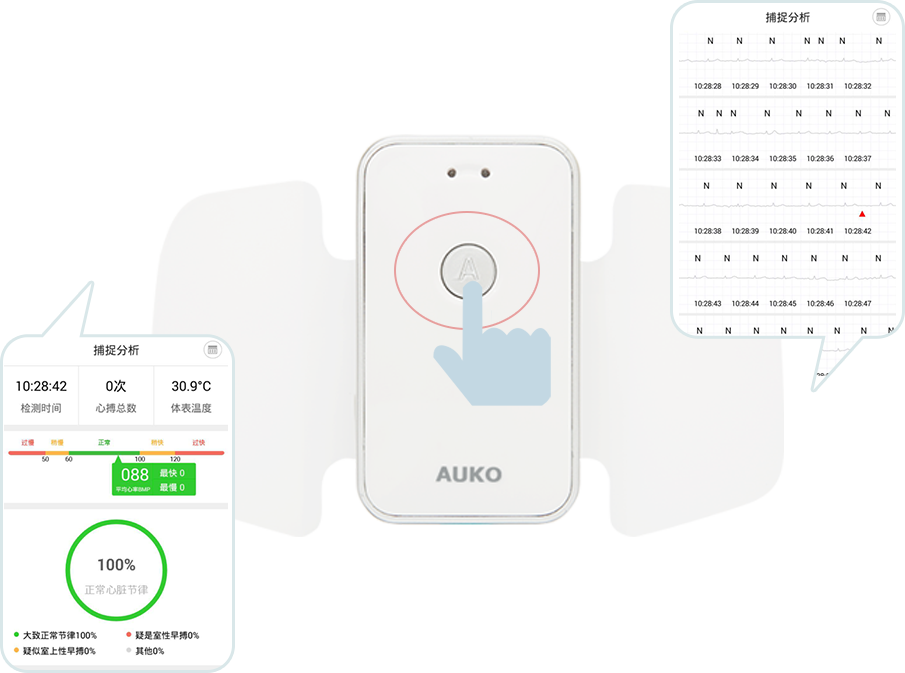 捕捉分析
N N N N N N N
10:28:28 10:28:29 10:28:30 10:28:31 10:28:32
N N N N N N N N
10:28:33 10:28:34 10:28:35 10:28:36 10:28:37
N N N N N N
10:28:38 10:28:39 10:28:40 10:28:41 10:28:42
N N N N N N N
10:28:43 10:28:44 10:28:45 10:28:46 10:28:47
N N N N N N N N
A
AUKO
捕捉分析
10:28:42 0次 30.9°C
检测时间 心搏总数 体表温度
过慢 稍慢 正常 稍快 过快
50 60 100 120
088 最快 0
平均心率BMP 最慢 0
100%
正常心脏节律
大致正常节律100% 疑是室性早搏0%
疑似室上性早搏0% 其他0%